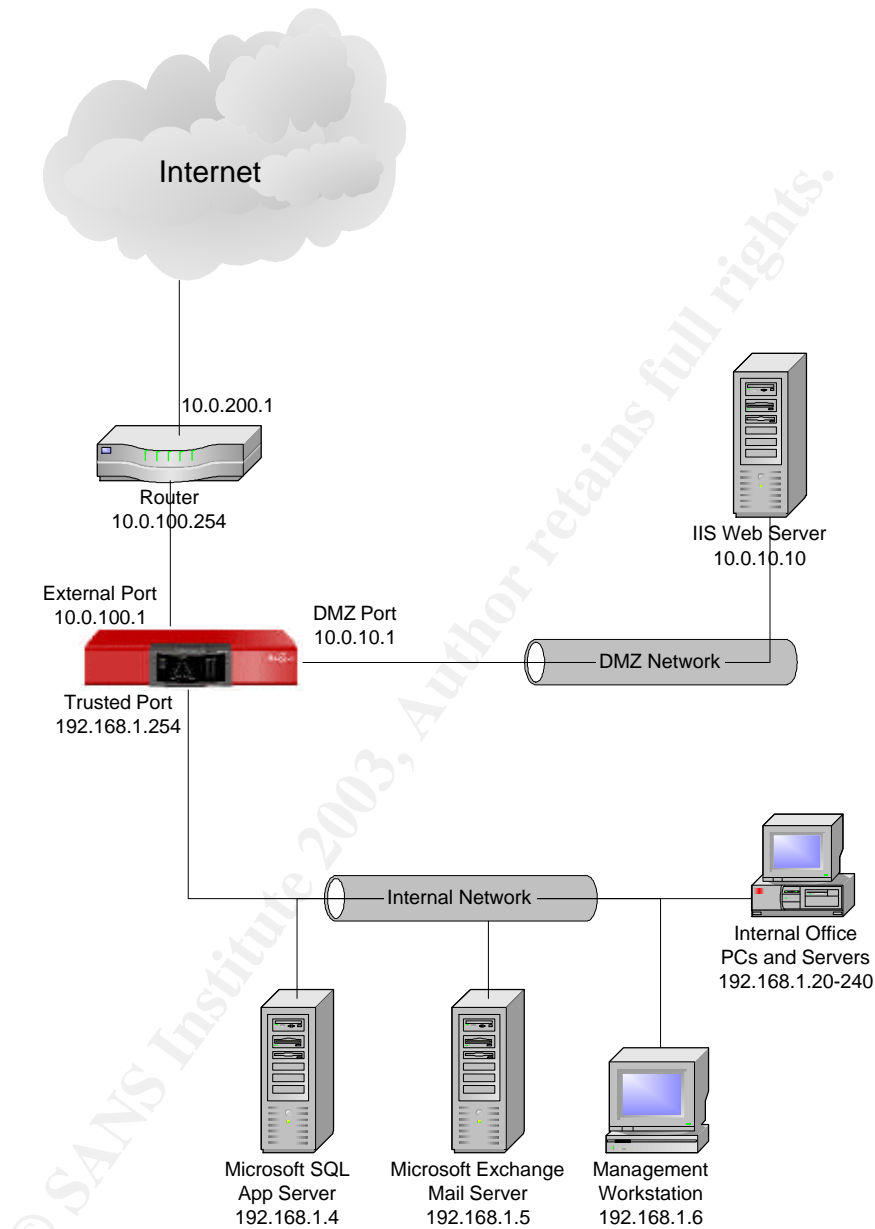 Internet
10.0.200.1
Router
10.0.100.254
IIS Web Server
10.0.10.10
External Port
10.0.100.1
DMZ Port
10.0.10.1
DMZ Network
Trusted Port
192.168.1.254
Internal Network
Internal Office
PCs and Servers
192.168.1.20-240
Microsoft SQL
App Server
192.168.1.4
Microsoft Exchange
Mail Server
192.168.1.5
Management
Workstation
192.168.1.6
© SANS Institute 2003, Author retains full rights.